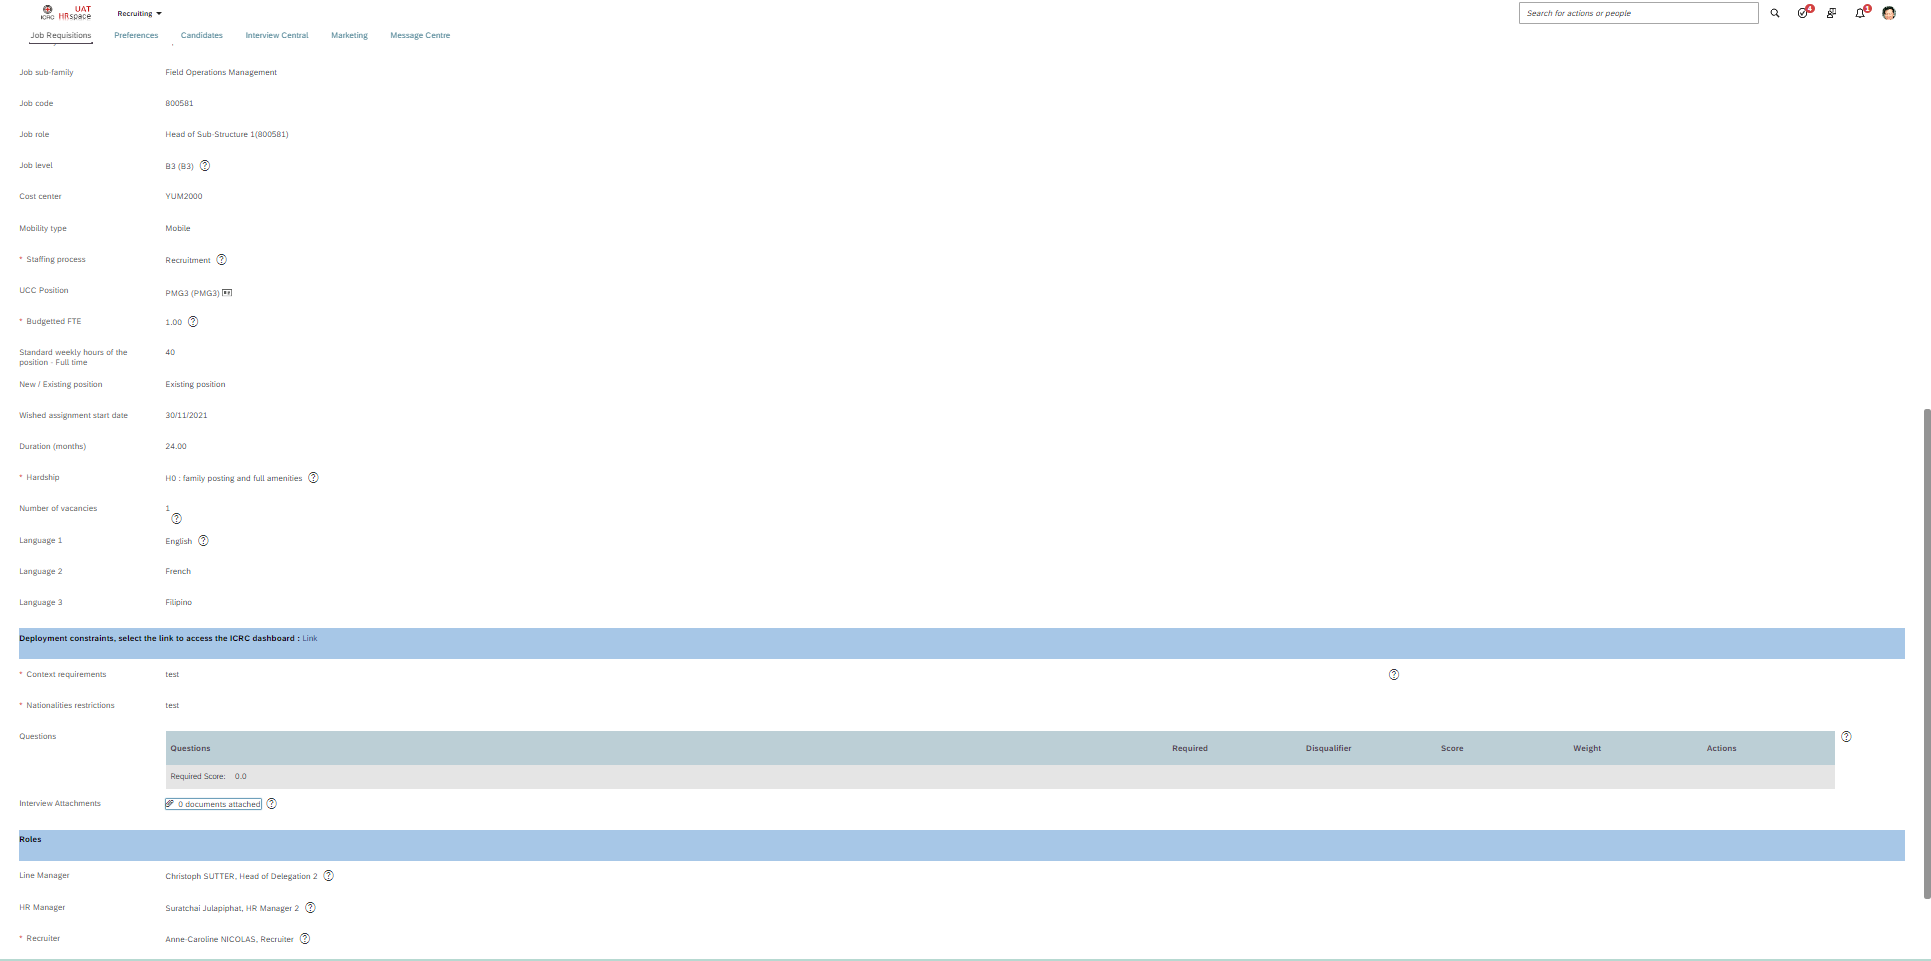 ICRC
UAT
HRspace
Recruiting
Search for actions or people
4
1
Job Requisitions Preferences Candidates Interview Central Marketing Message Centre
Job sub-family Field Operations Management
Job code 800581
Job role Head of Sub-Structure 1(800581)
Job level B3 (B3)
Cost center YUM2000
Mobility type Mobile
* Staffing process Recruitment
UCC Position PMG3 (PMG3)
* Budgetted FTE 1.00
Standard weekly hours of the 40
position - Full time
New / Existing position Existing position
Wished assignment start date 30/11/2021
Duration (months) 24.00
* Hardship H0 : family posting and full amenities
Number of vacancies 1
Language 1 English
Language 2 French
Language 3 Filipino
Deployment constraints, select the link to access the ICRC dashboard : Link
* Context requirements test
* Nationalities restrictions test
Questions
Questions Required Disqualifier Score Weight Actions
Required Score: 0.0
Interview Attachments 0 documents attached
Roles
Line Manager Christoph SUTTER, Head of Delegation 2
HR Manager Suratchai Julapiphat, HR Manager 2
* Recruiter Anne-Caroline NICOLAS, Recruiter